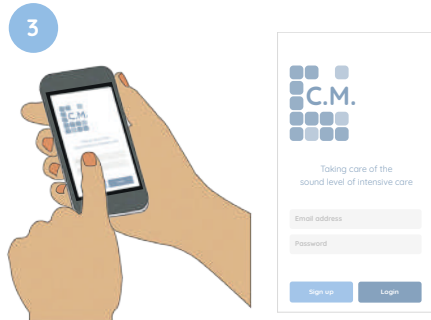 3
C.M.
C.M.
Taking care of the
sound level of intensive care
Email address
Password
Sign up
Login